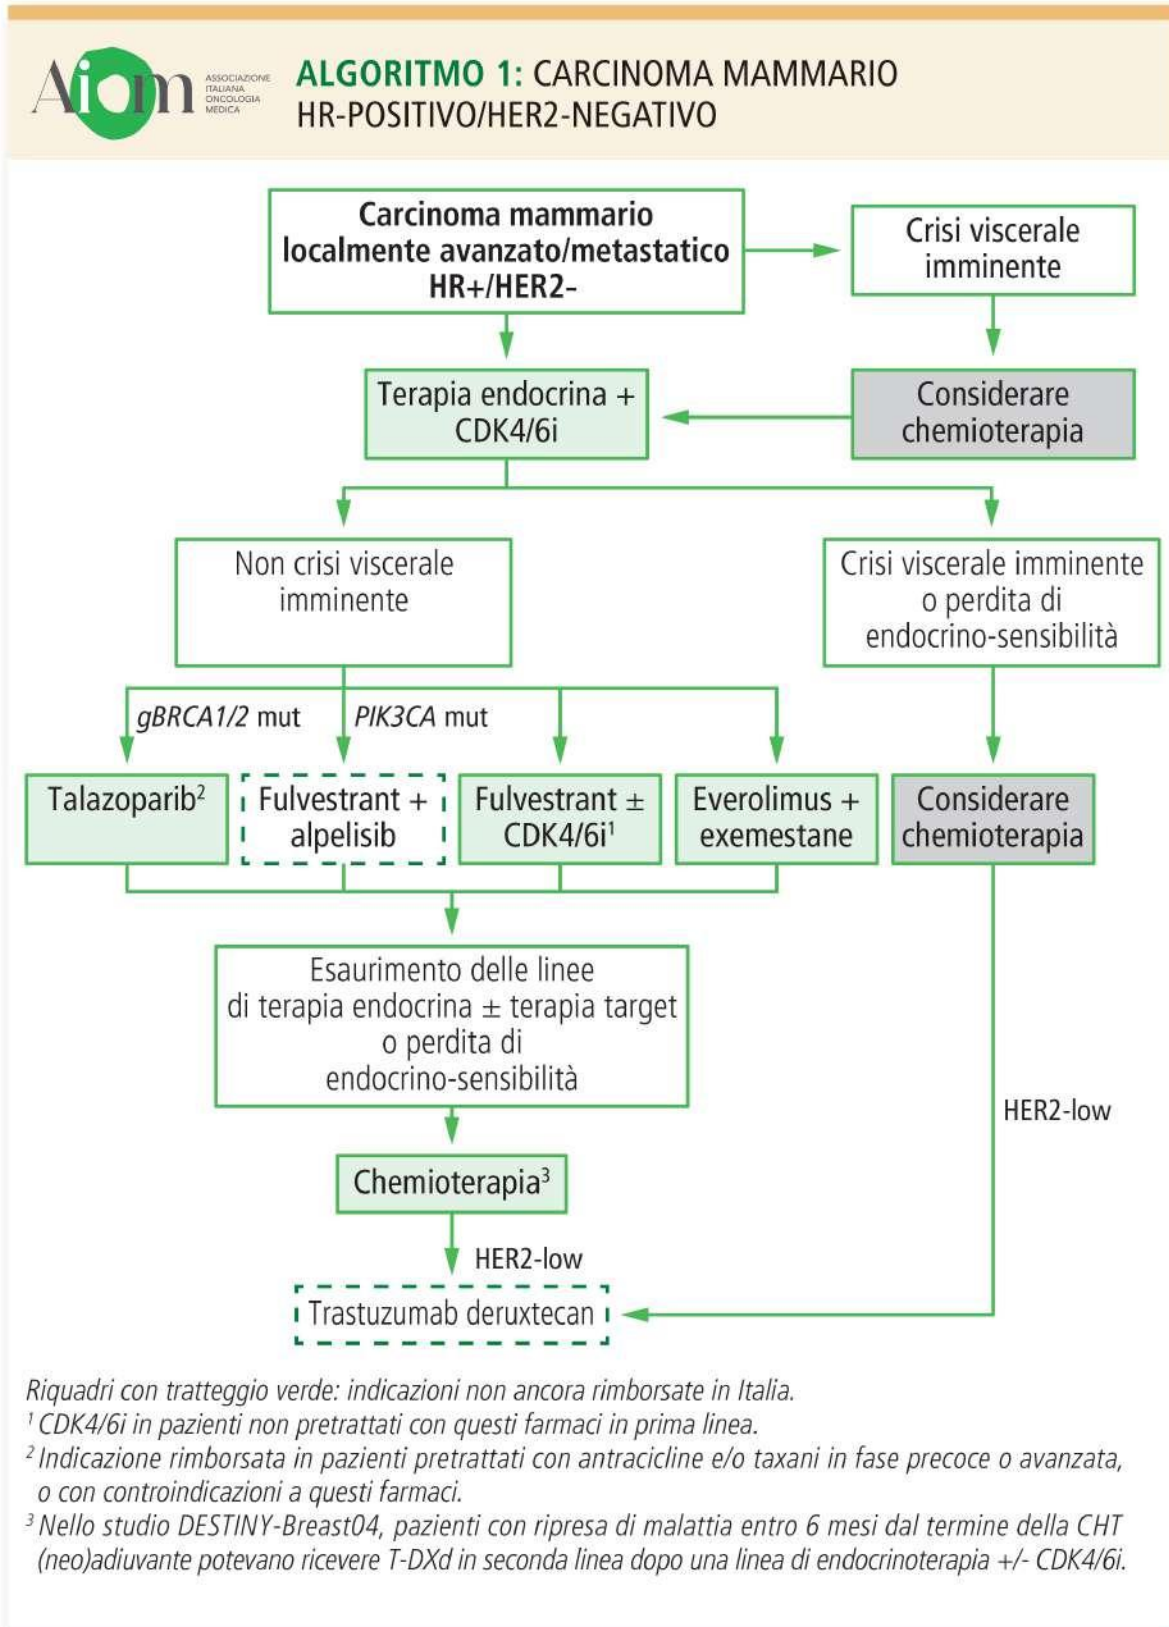 Aiom
ASSOCIAZIONE
ITALIANA
ONCOLOGIA
MEDICA
ALGORITMO 1: CARCINOMA MAMMARIO
HR-POSITIVO/HER2-NEGATIVO
Carcinoma mammario
localmente avanzato/metastatico
HR+/HER2-
Crisi viscerale
imminente
Terapia endocrina +
CDK4/6i
Considerare
chemioterapia
Non crisi viscerale
imminente
Crisi viscerale imminente
o perdita di
endocrino-sensibilità
gBRCA1/2 mut
PIK3CA mut
Talazoparib²
Fulvestrant +
alpelisib
Fulvestrant ±
CDK4/6i¹
Everolimus +
exemestane
Considerare
chemioterapia
Esaurimento delle linee
di terapia endocrina ± terapia target
o perdita di
endocrino-sensibilità
HER2-low
Chemioterapia³
HER2-low
Trastuzumab deruxtecan
Riquadri con tratteggio verde: indicazioni non ancora rimborsate in Italia.
¹ CDK4/6i in pazienti non pretrattati con questi farmaci in prima linea.
² Indicazione rimborsata in pazienti pretrattati con antracicline e/o taxani in fase precoce o avanzata,
o con controindicazioni a questi farmaci.
³ Nello studio DESTINY-Breast04, pazienti con ripresa di malattia entro 6 mesi dal termine della CHT
(neo)adiuvante potevano ricevere T-DXd in seconda linea dopo una linea di endocrinoterapia +/- CDK4/6i.